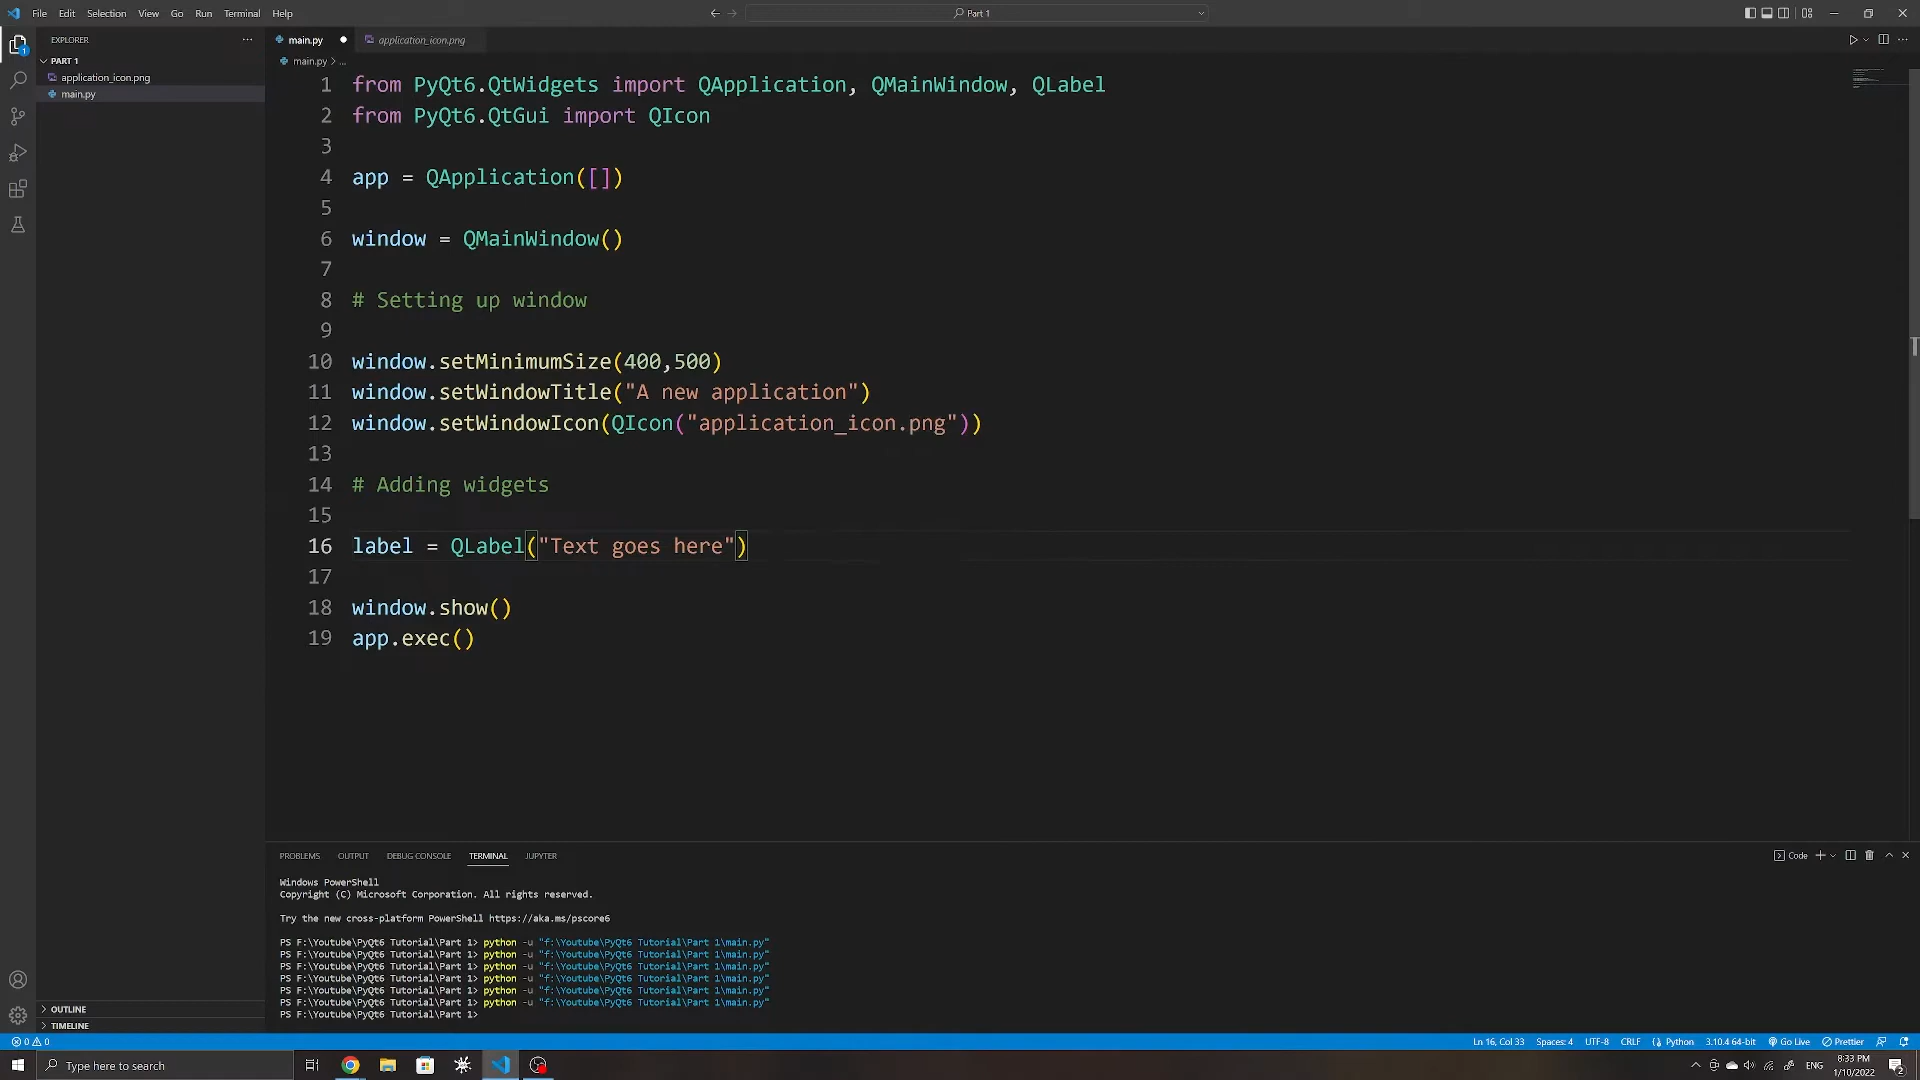 File Edit Selection View Go Run Terminal Help
Part 1
EXPLORER
PART 1
application_icon.png
main.py
main.py
application_icon.png
main.py > ...
1 from PyQt6.QtWidgets import QApplication, QMainWindow, QLabel
2 from PyQt6.QtGui import QIcon
3
4 app = QApplication([])
5
6 window = QMainWindow()
7
8 # Setting up window
9
10 window.setMinimumSize(400,500)
11 window.setWindowTitle("A new application")
12 window.setWindowIcon(QIcon("application_icon.png"))
13
14 # Adding widgets
15
16 label = QLabel("Text goes here")
17
18 window.show()
19 app.exec()
PROBLEMS OUTPUT DEBUG CONSOLE TERMINAL JUPYTER
Code
Windows PowerShell
Copyright (C) Microsoft Corporation. All rights reserved.
Try the new cross-platform PowerShell https://aka.ms/pscore6
PS F:\Youtube\PyQt6 Tutorial\Part 1> python -u "f:\Youtube\PyQt6 Tutorial\Part 1\main.py"
PS F:\Youtube\PyQt6 Tutorial\Part 1> python -u "f:\Youtube\PyQt6 Tutorial\Part 1\main.py"
PS F:\Youtube\PyQt6 Tutorial\Part 1> python -u "f:\Youtube\PyQt6 Tutorial\Part 1\main.py"
PS F:\Youtube\PyQt6 Tutorial\Part 1> python -u "f:\Youtube\PyQt6 Tutorial\Part 1\main.py"
PS F:\Youtube\PyQt6 Tutorial\Part 1> python -u "f:\Youtube\PyQt6 Tutorial\Part 1\main.py"
PS F:\Youtube\PyQt6 Tutorial\Part 1> python -u "f:\Youtube\PyQt6 Tutorial\Part 1\main.py"
PS F:\Youtube\PyQt6 Tutorial\Part 1>
OUTLINE
TIMELINE
0 0
Ln 16, Col 33 Spaces: 4 UTF-8 CRLF Python 3.10.4 64-bit Go Live Prettier
Type here to search
ENG
8:33 PM
1/10/2022
2
1